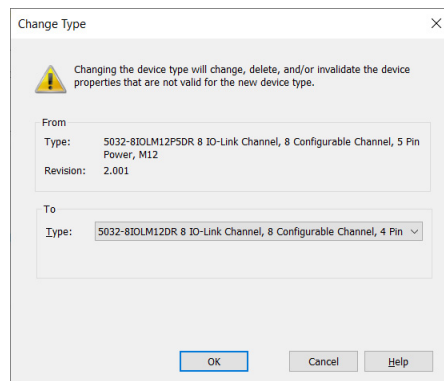 Change Type
Changing the device type will change, delete, and/or invalidate the device
properties that are not valid for the new device type.
From
Type: 5032-8IOLM12P5DR 8 IO-Link Channel, 8 Configurable Channel, 5 Pin
Power, M12
Revision: 2.001
To
Type: 5032-8IOLM12DR 8 IO-Link Channel, 8 Configurable Channel, 4 Pin
OK Cancel Help